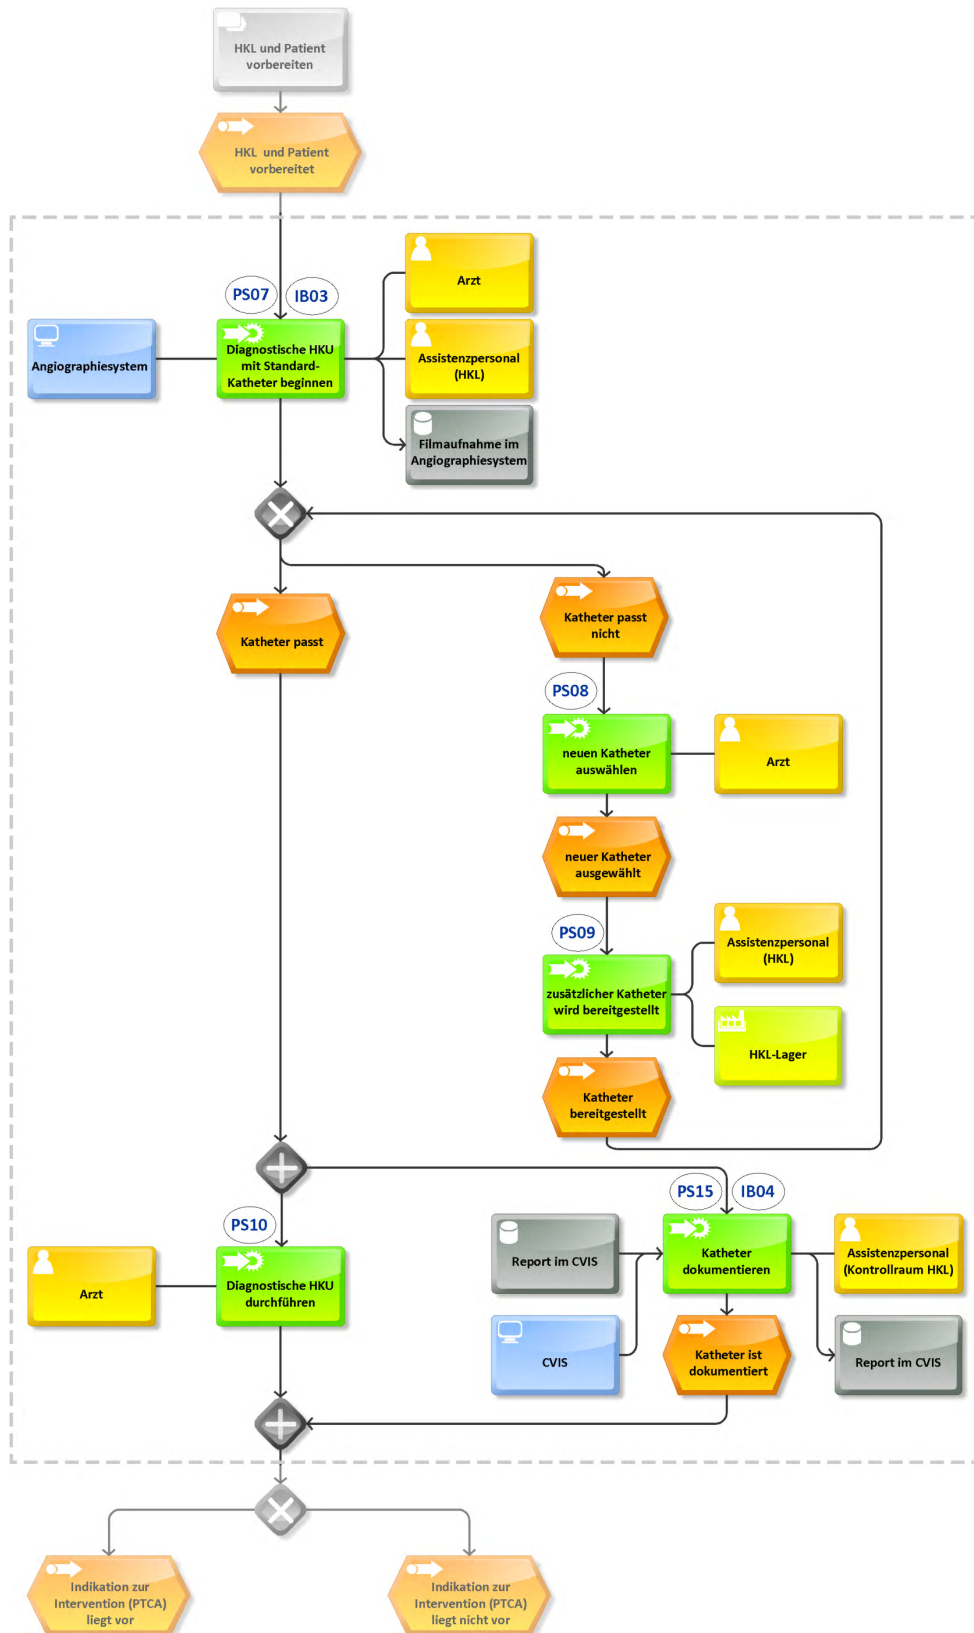 HKL und Patient
vorbereiten
HKL und Patient
vorbereitet
PS07
IB03
Arzt
Angiographiesystem
Diagnostische HKU
mit Standard-
Katheter beginnen
Assistenzpersonal
(HKL)
Filmaufnahme im
Angiographiesystem
Katheter passt
Katheter passt
nicht
PS08
neuen Katheter
auswählen
Arzt
neuer Katheter
ausgewählt
PS09
Assistenzpersonal
(HKL)
zusätzlicher Katheter
wird bereitgestellt
HKL-Lager
Katheter
bereitgestellt
PS15
IB04
PS10
Report im CVIS
Katheter
dokumentieren
Assistenzpersonal
(Kontrollraum HKL)
Arzt
Diagnostische HKU
durchführen
CVIS
Katheter ist
dokumentiert
Report im CVIS
Indikation zur
Intervention (PTCA)
liegt vor
Indikation zur
Intervention (PTCA)
liegt nicht vor